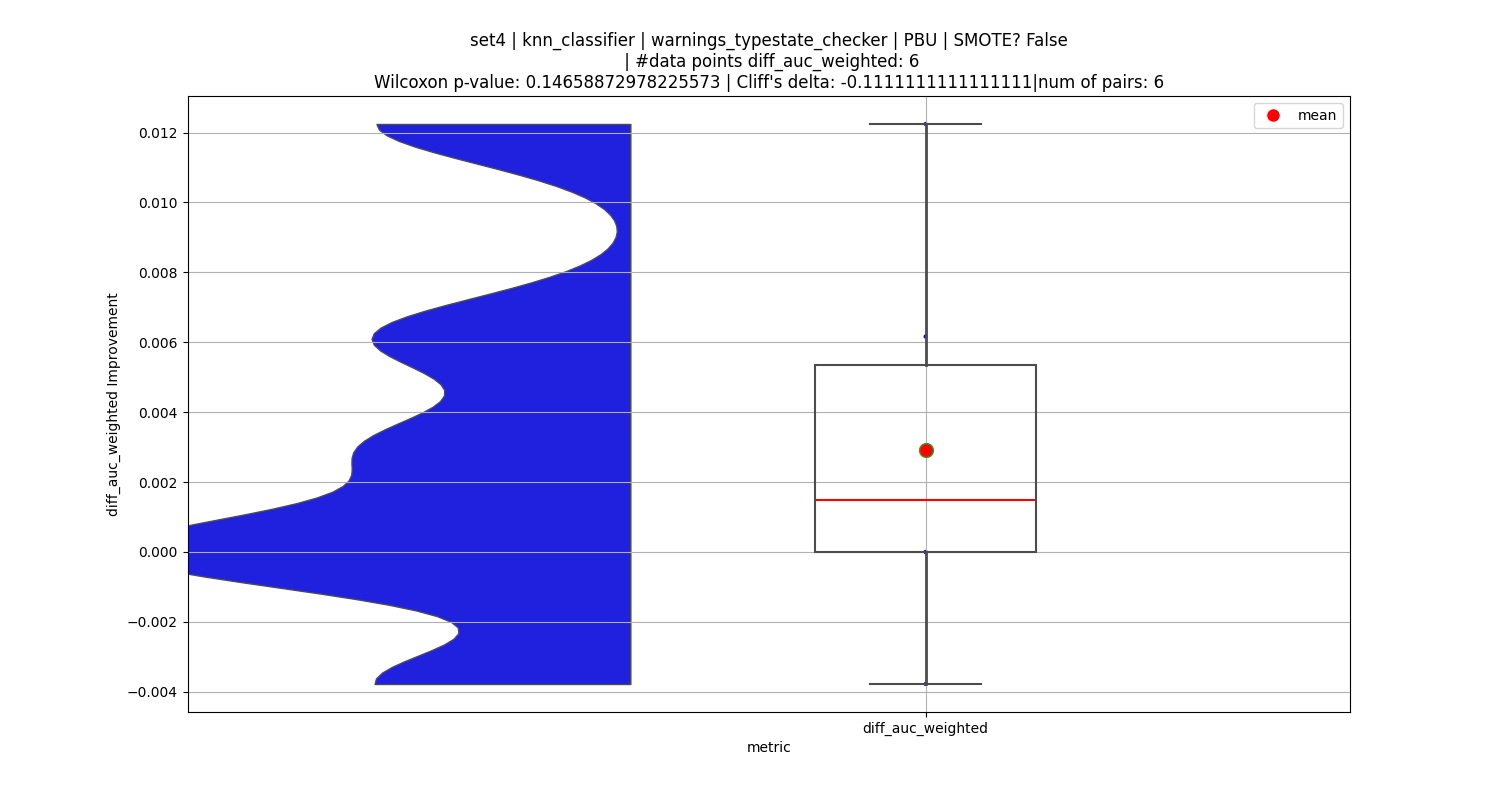 set4 | knn_classifier | warnings_typestate_checker | PBU | SMOTE? False
| #data points diff_auc_weighted: 6
Wilcoxon p-value: 0.14658872978225573 | Cliff's delta: -0.1111111111111111|num of pairs: 6
mean
0.012
0.010
0.008
0.006
0.004
0.002
0.000
−0.002
−0.004
diff_auc_weighted Improvement
diff_auc_weighted
metric